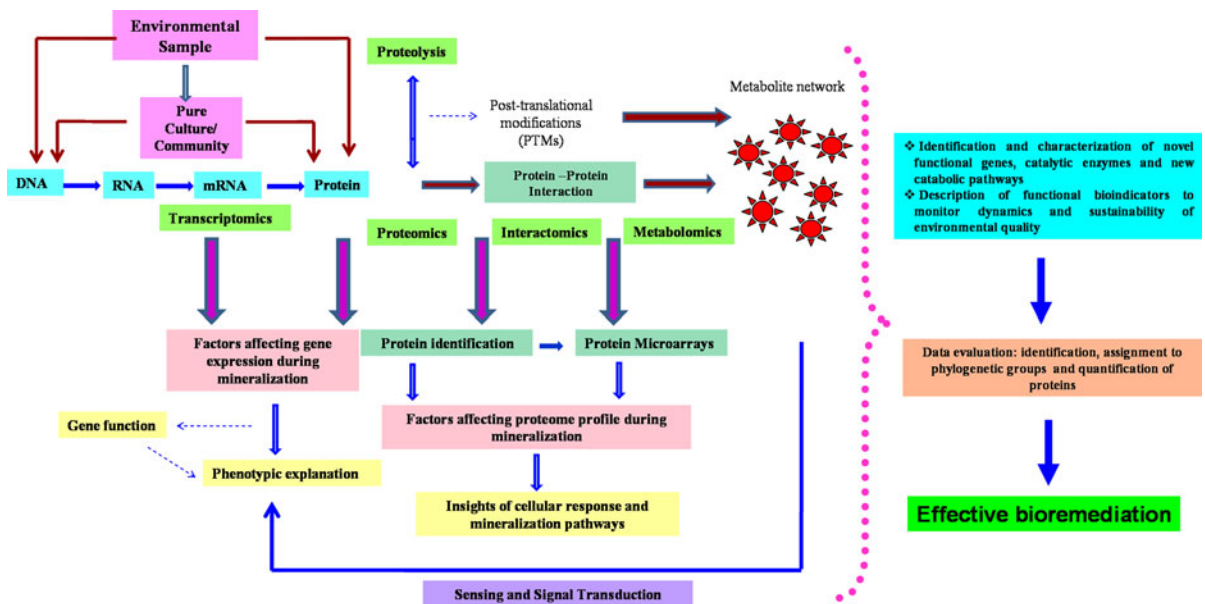 Environmental
Sample
Pure
Culture/
Community
DNA
RNA
mRNA
Protein
Transcriptomics
Proteolysis
Post-translational
modifications
(PTMs)
Protein –Protein
Interaction
Metabolite network
Proteomics
Interactomics
Metabolomics
Factors affecting gene
expression during
mineralization
Protein identification
Protein Microarrays
Gene function
Phenotypic explanation
Factors affecting proteome profile during
mineralization
Insights of cellular response and
mineralization pathways
Sensing and Signal Transduction
❖ Identification and characterization of novel
functional genes, catalytic enzymes and new
catabolic pathways
❖ Description of functional bioindicators to
monitor dynamics and sustainability of
environmental quality
Data evaluation: identification, assignment to
phylogenetic groups and quantification of
proteins
Effective bioremediation